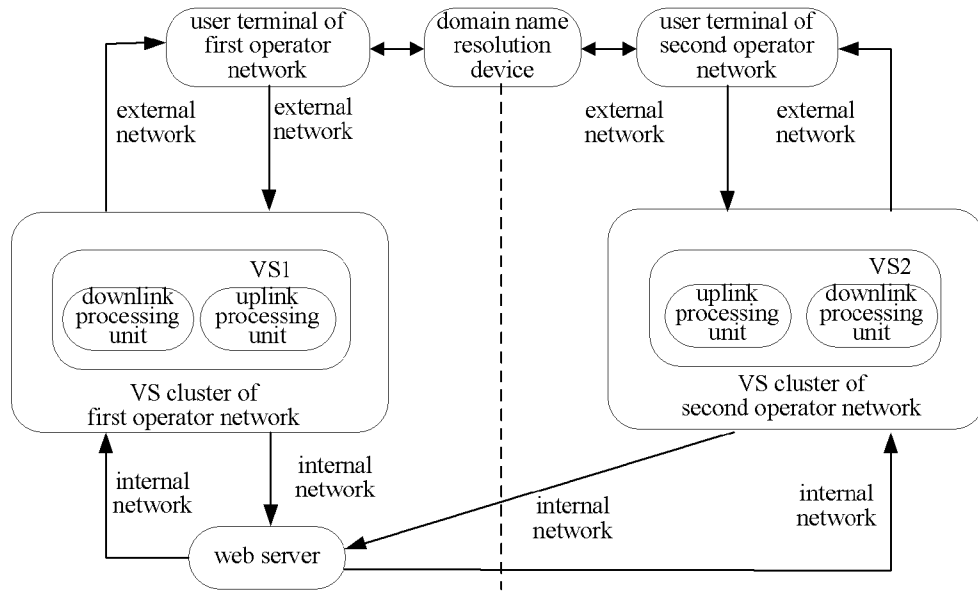 user terminal of
first operator
network
domain name
resolution
device
user terminal of
second operator
network
external
network
external
network
external
network
external
network
VS1
downlink
processing
unit
uplink
processing
unit
VS cluster of
first operator network
VS2
uplink
processing
unit
downlink
processing
unit
VS cluster of
second operator network
internal
network
internal
network
internal
network
internal
network
web server